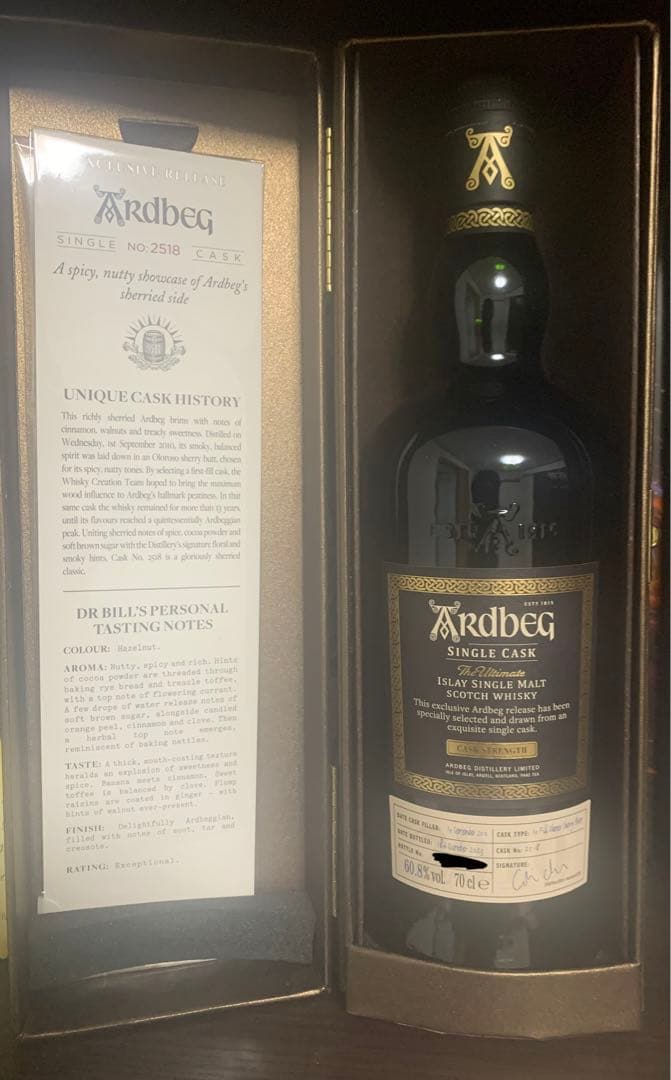 EXCLUSIVE RELEASE
ARDBEG
SINGLE NO: 2518 CASK
A spicy, nutty showcase of Ardbeg's
sherried side
UNIQUE CASK HISTORY
This richly sherried Ardbeg brims with notes of
cinnamon, walnuts and treacly sweetness. Distilled on
Wednesday, 1st September 2010, its smoky, balanced
spirit was laid down in an Oloroso sherry butt, chosen
for its spicy, nutty tones. By selecting a first-fill cask, the
Whisky Creation Team hoped to bring the maximum
wood influence to Ardbeg's hallmark peatiness. In that
same cask the whisky remained for more than 13 years,
until its flavours reached a quintessentially Ardbeggian
peak. Uniting sherried notes of spice, cocoa powder and
soft brown sugar with the Distillery's signature floral and
smoky hints, Cask No. 2518 is a gloriously sherried
classic.
DR BILL'S PERSONAL
TASTING NOTES
COLOUR: Hazelnut.
AROMA: Nutty, spicy and rich. Hints
of cocoa powder are threaded through
baking rye bread and treacle toffee,
with a top note of flowering currant.
A few drops of water release notes of
soft brown sugar, alongside candied
orange peel, cinnamon and clove. Then
a herbal top note emerges,
reminiscent of baking nettles.
TASTE: A thick, mouth-coating texture
heralds an explosion of sweetness and
spice. Banana meets cinnamon. Sweet
toffee is balanced by clove. Plump
raisins are coated in ginger – with
hints of walnut ever-present.
FINISH: Delightfully Ardbeggian,
filled with notes of soot, tar and
creosote.
RATING: Exceptional.
A
ESTD 1815
ARDBEG
SINGLE CASK
The Ultimate
ISLAY SINGLE MALT
SCOTCH WHISKY
This exclusive Ardbeg release has been
specially selected and drawn from an
exquisite single cask.
CASK STRENGTH
ARDBEG DISTILLERY LIMITED
ISLE OF ISLAY, ARGYLL, SCOTLAND, PA42 7EA
DATE CASK FILLED:
CASK TYPE:
DATE BOTTLED:
CASK No:
BOTTLE No.
SIGNATURE:
60.8%vol. 70 cl e